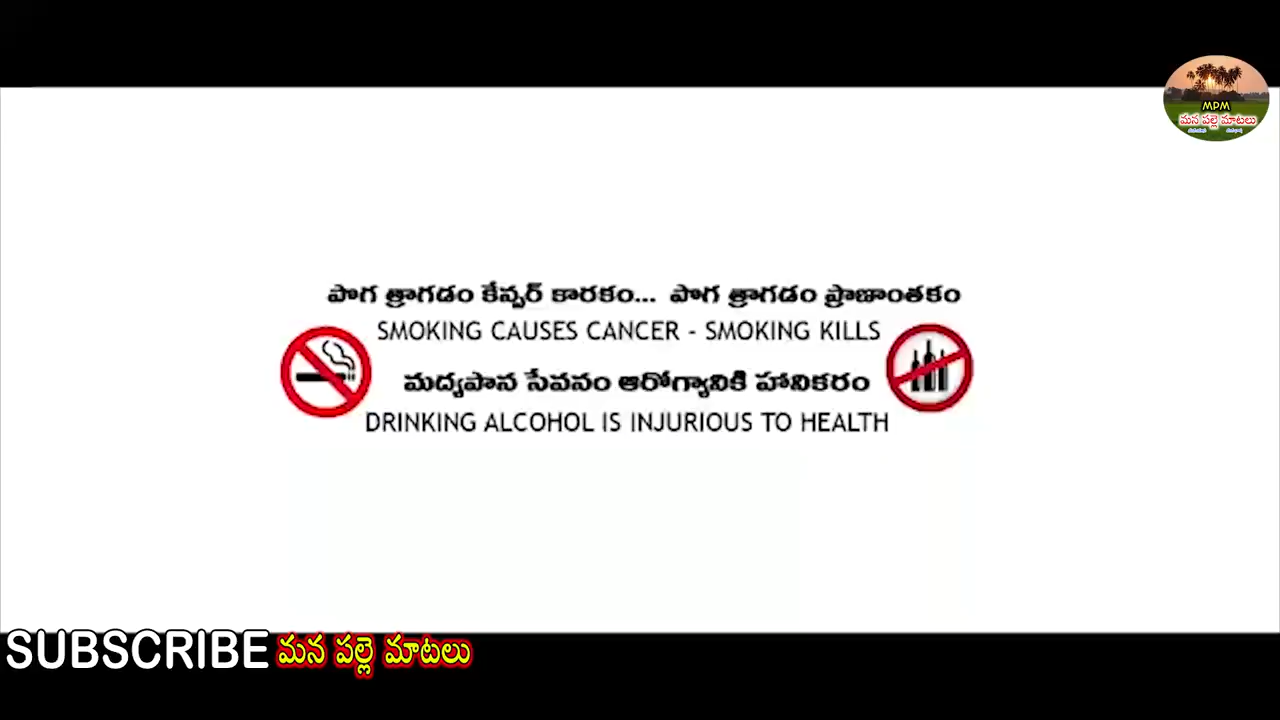 MPM
మన పల్లె మాటలు
పొగ త్రాగడం కేన్సర్ కారకం... పొగ త్రాగడం ప్రాణాంతకం
SMOKING CAUSES CANCER - SMOKING KILLS
మద్యపాన సేవనం ఆరోగ్యానికి హానికరం
DRINKING ALCOHOL IS INJURIOUS TO HEALTH
SUBSCRIBE మన పల్లె మాటలు